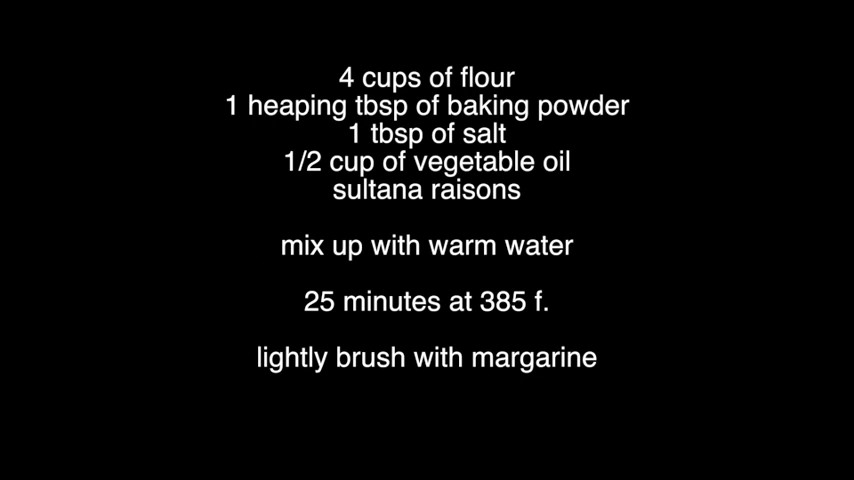 4 cups of flour
1 heaping tbsp of baking powder
1 tbsp of salt
1/2 cup of vegetable oil
sultana raisons
mix up with warm water
25 minutes at 385 f.
lightly brush with margarine